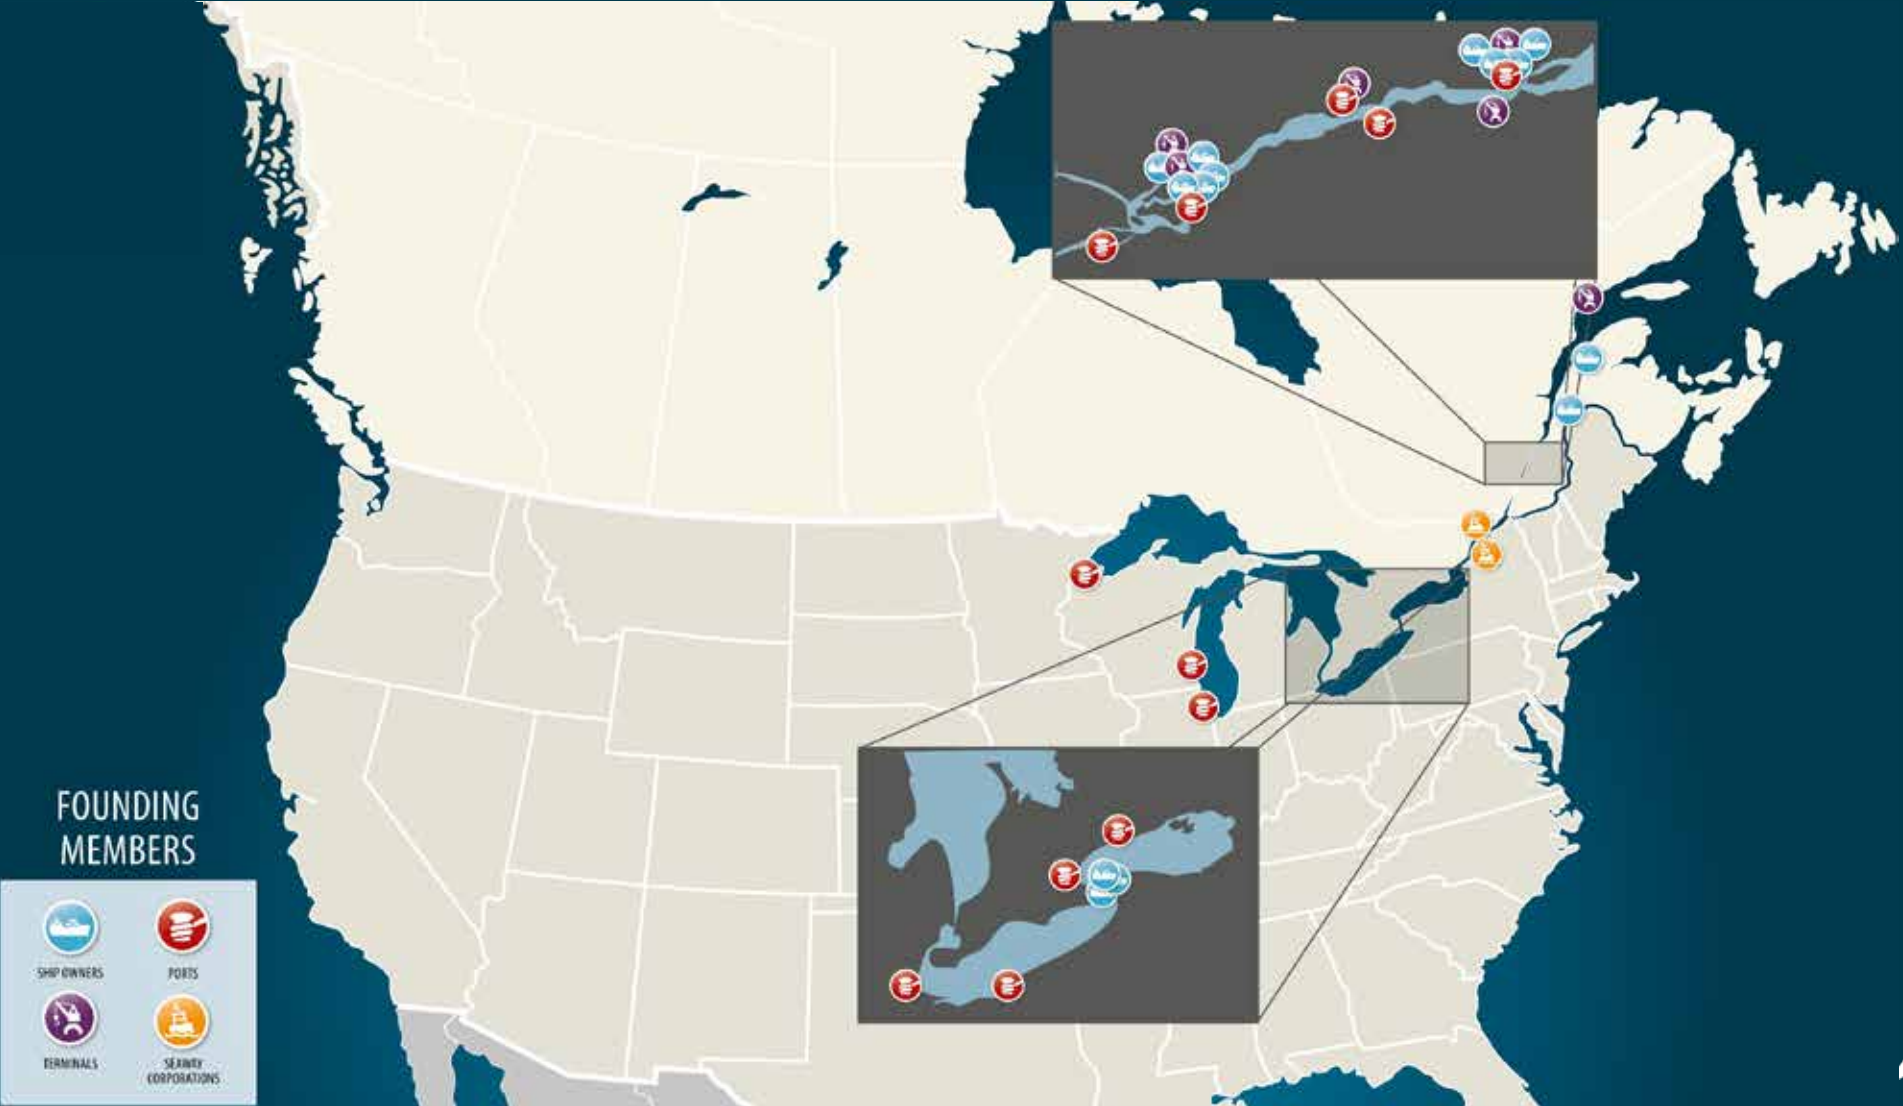 FOUNDING
MEMBERS
SHIP OWNERS
PORTS
TERMINALS
SEAWAY
CORPORATIONS